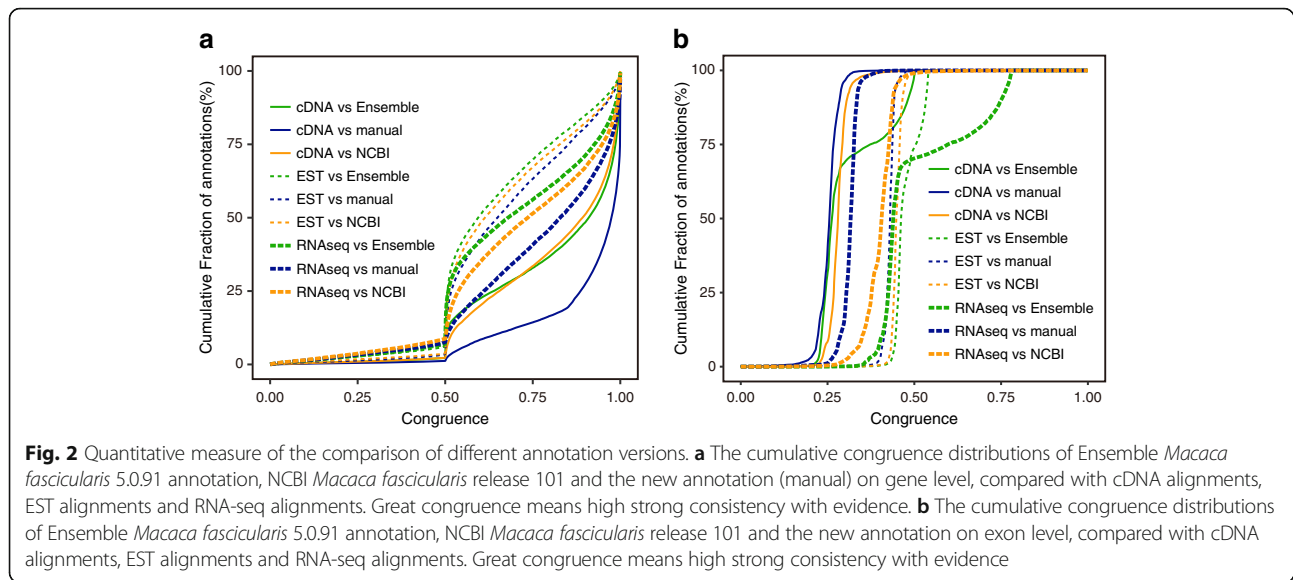 a
Cumulative Fraction of annotations(%)
100
75
50
25
0
cDNA vs Ensemble
cDNA vs manual
cDNA vs NCBI
EST vs Ensemble
EST vs manual
EST vs NCBI
RNAseq vs Ensemble
RNAseq vs manual
RNAseq vs NCBI
0.00 0.25 0.50 0.75 1.00
Congruence
b
Cumulative Fraction of annotations(%)
100
75
50
25
0
cDNA vs Ensemble
cDNA vs manual
cDNA vs NCBI
EST vs Ensemble
EST vs manual
EST vs NCBI
RNAseq vs Ensemble
RNAseq vs manual
RNAseq vs NCBI
0.00 0.25 0.50 0.75 1.00
Congruence
Fig. 2 Quantitative measure of the comparison of different annotation versions. a The cumulative congruence distributions of Ensemble Macaca
fascicularis 5.0.91 annotation, NCBI Macaca fascicularis release 101 and the new annotation (manual) on gene level, compared with cDNA alignments,
EST alignments and RNA-seq alignments. Great congruence means high strong consistency with evidence. b The cumulative congruence distributions
of Ensemble Macaca fascicularis 5.0.91 annotation, NCBI Macaca fascicularis release 101 and the new annotation on exon level, compared with cDNA
alignments, EST alignments and RNA-seq alignments. Great congruence means high strong consistency with evidence